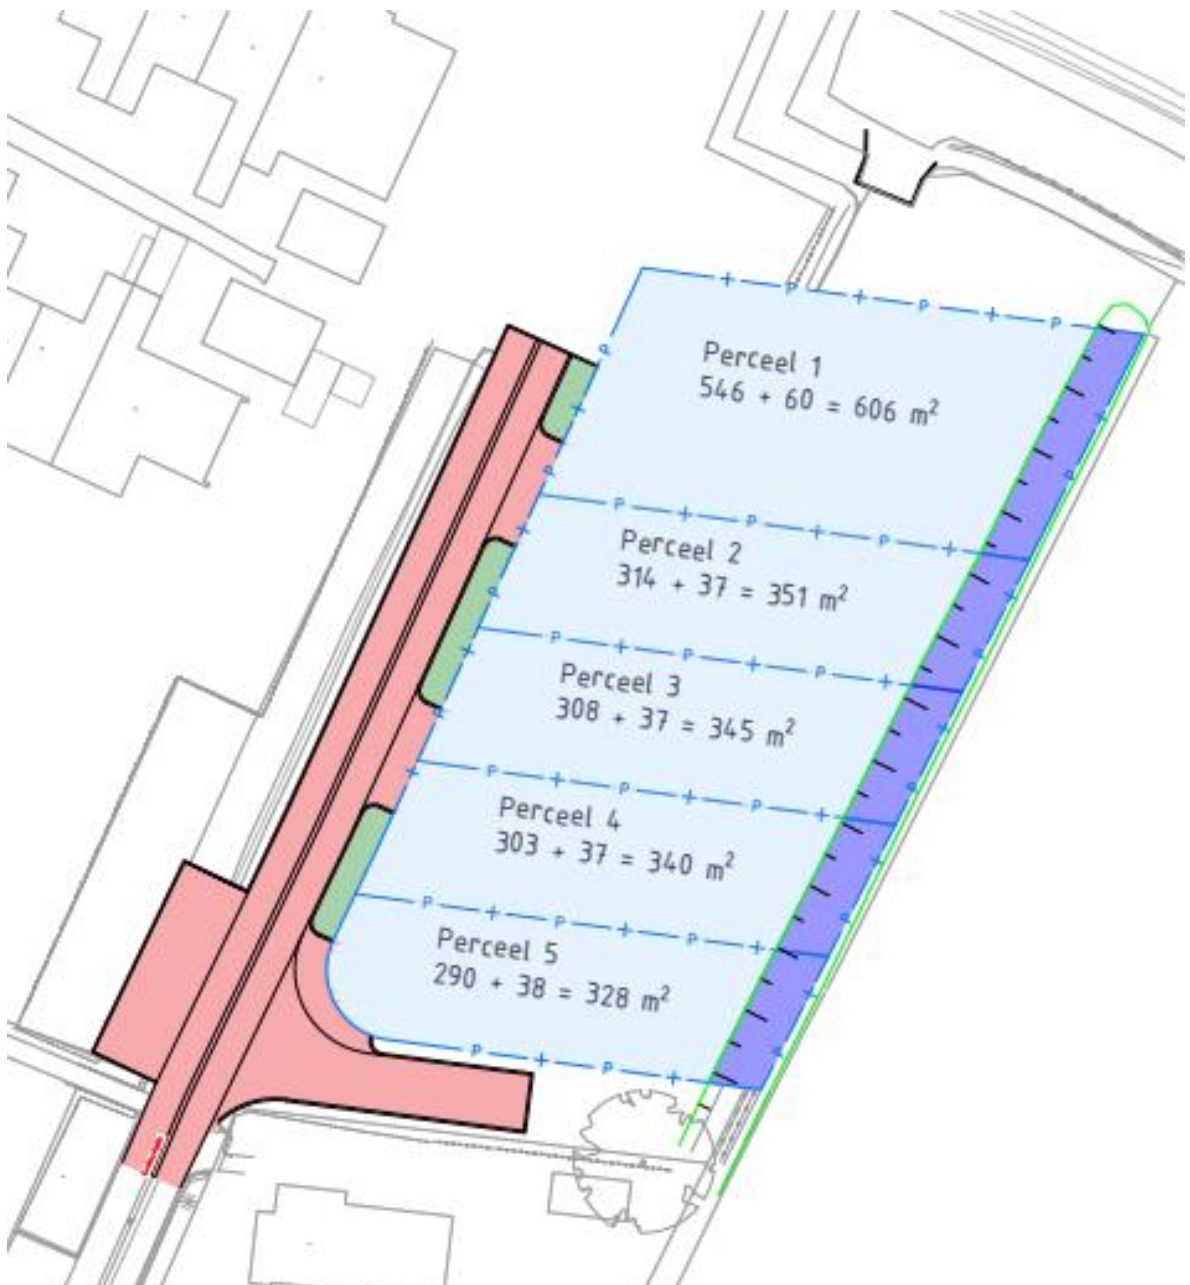 Perceel 1
546 + 60 = 606 m²
Perceel 2
314 + 37 = 351 m²
Perceel 3
308 + 37 = 345 m²
Perceel 4
303 + 37 = 340 m²
Perceel 5
290 + 38 = 328 m²